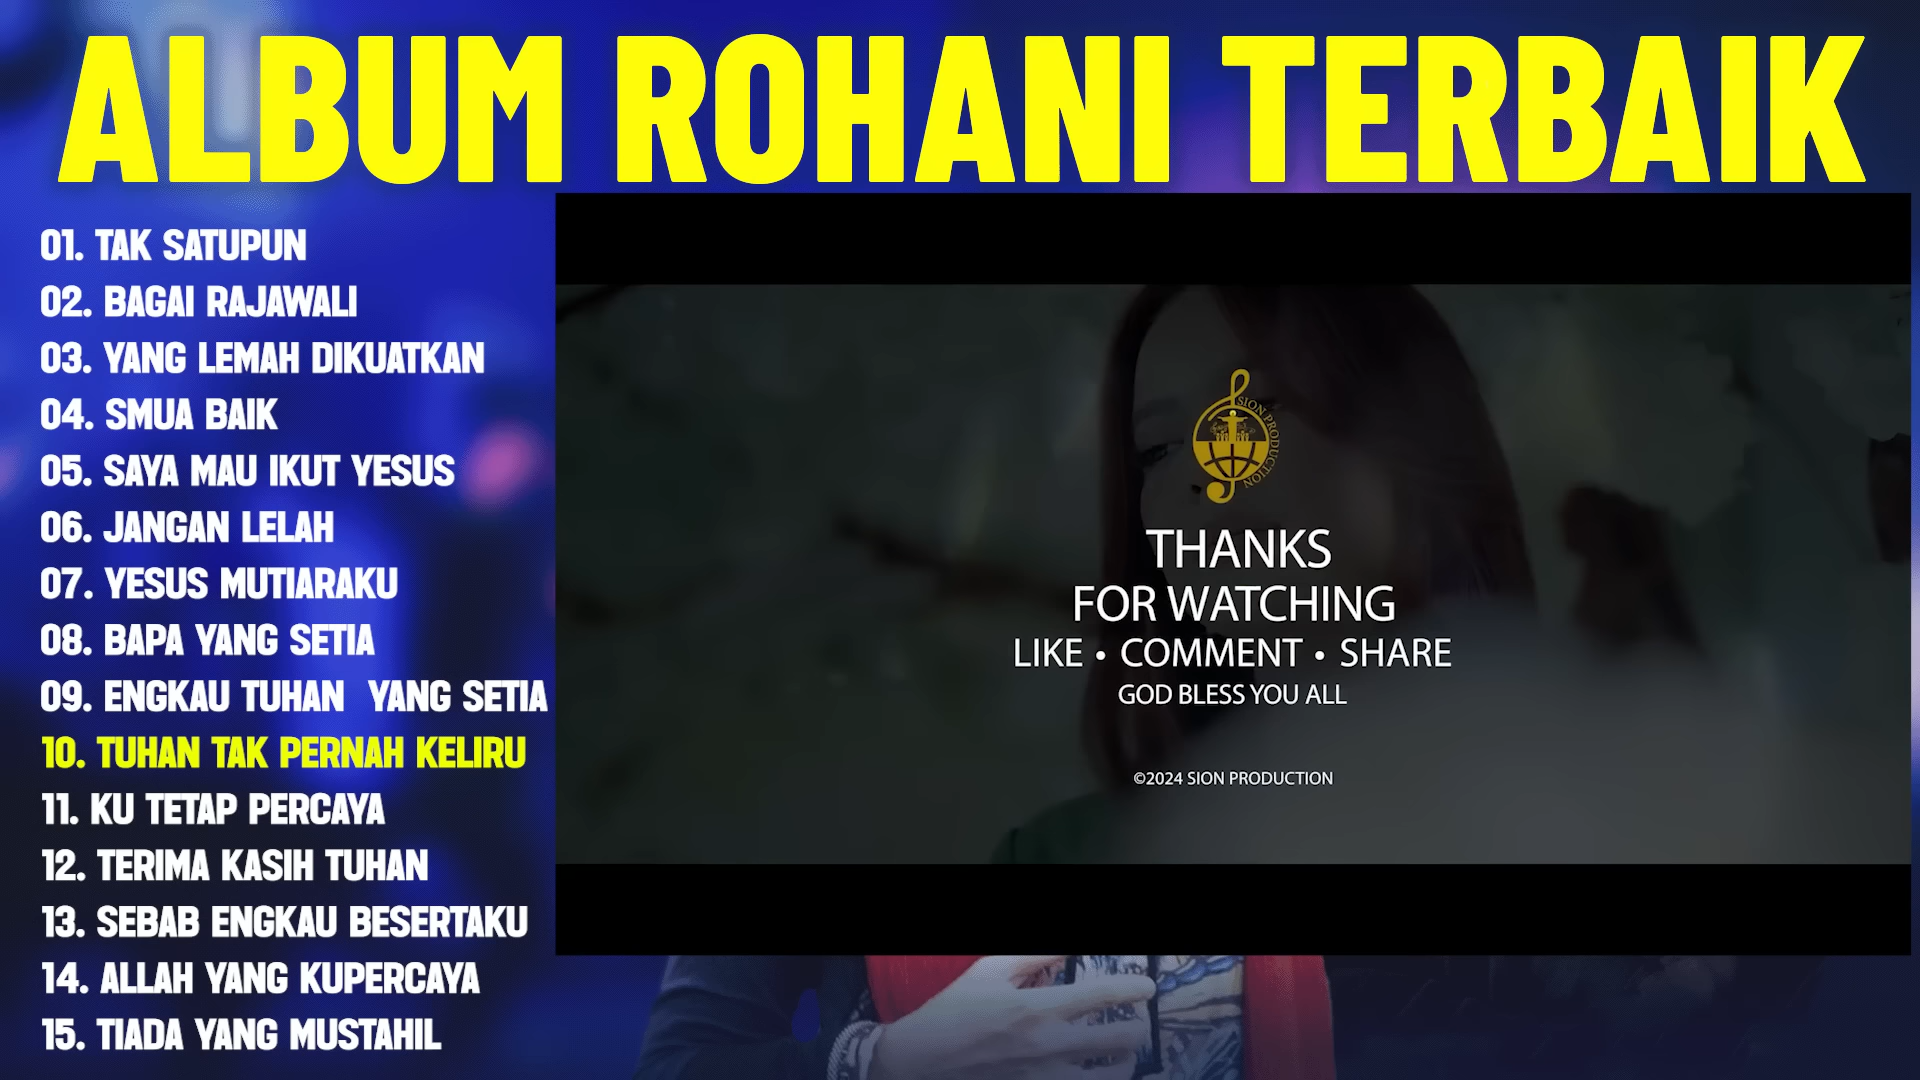 ALBUM ROHANI TERBAIK
01. TAK SATUPUN
02. BAGAI RAJAWALI
03. YANG LEMAH DIKUATKAN
04. SMUA BAIK
05. SAYA MAU IKUT YESUS
06. JANGAN LELAH
07. YESUS MUTIARAKU
08. BAPA YANG SETIA
09. ENGKAU TUHAN YANG SETIA
10. TUHAN TAK PERNAH KELIRU
11. KU TETAP PERCAYA
12. TERIMA KASIH TUHAN
13. SEBAB ENGKAU BESERTAKU
14. ALLAH YANG KUPERCAYA
15. TIADA YANG MUSTAHIL
SION PRODUCTION
THANKS
FOR WATCHING
LIKE • COMMENT • SHARE
GOD BLESS YOU ALL
©2024 SION PRODUCTION